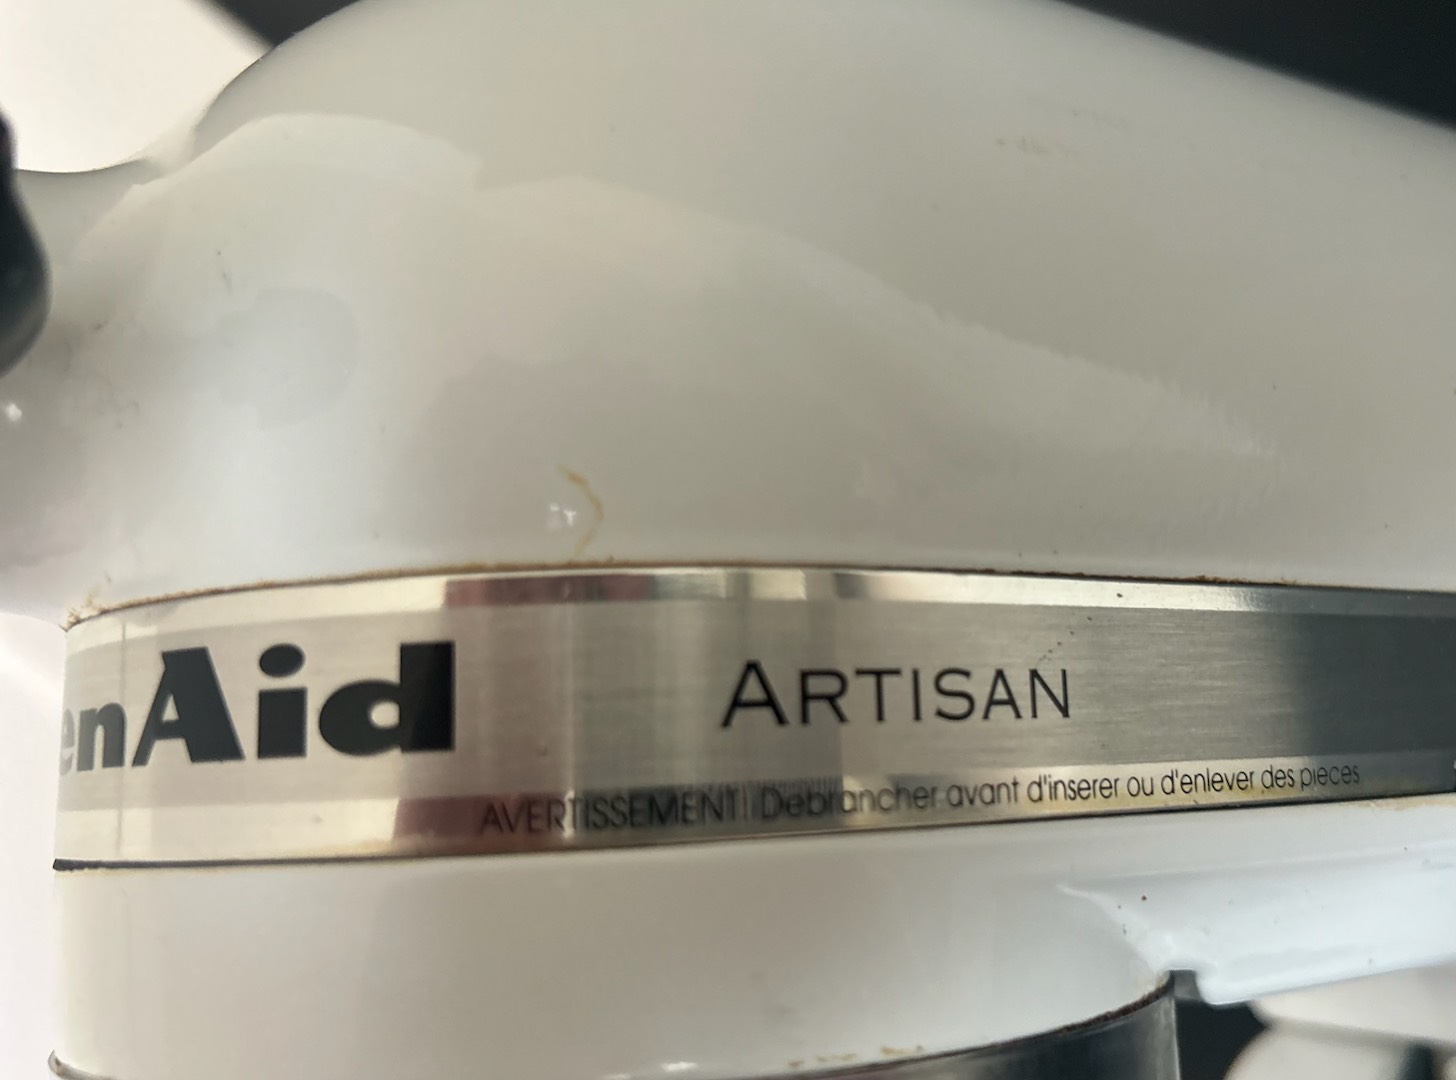 enAid
ARTISAN
AVERTISSEMENT! Debrancher avant d'inserer ou d'enlever des pieces